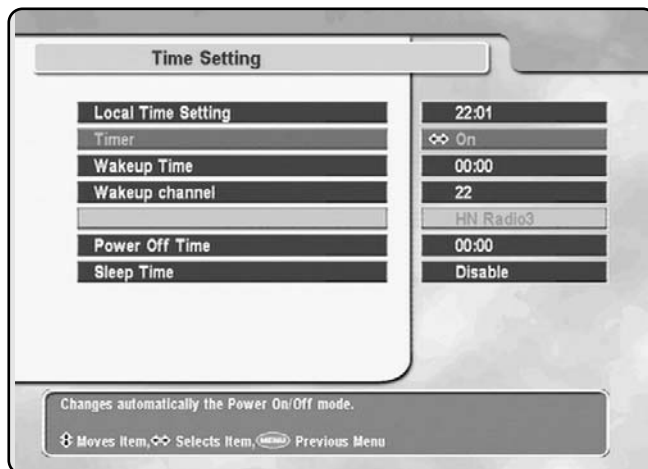 Time Setting
Local Time Setting 22:01
Timer On
Wakeup Time 00:00
Wakeup channel 22
HN Radio3
Power Off Time 00:00
Sleep Time Disable
Changes automatically the Power On/Off mode.
Moves Item, Selects Item, MENU Previous Menu